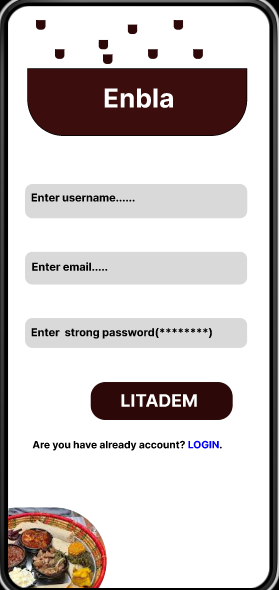 Enbla
Enter username......
Enter email.....
Enter  strong password(********)
LITADEM
Are you have already account? LOGIN.